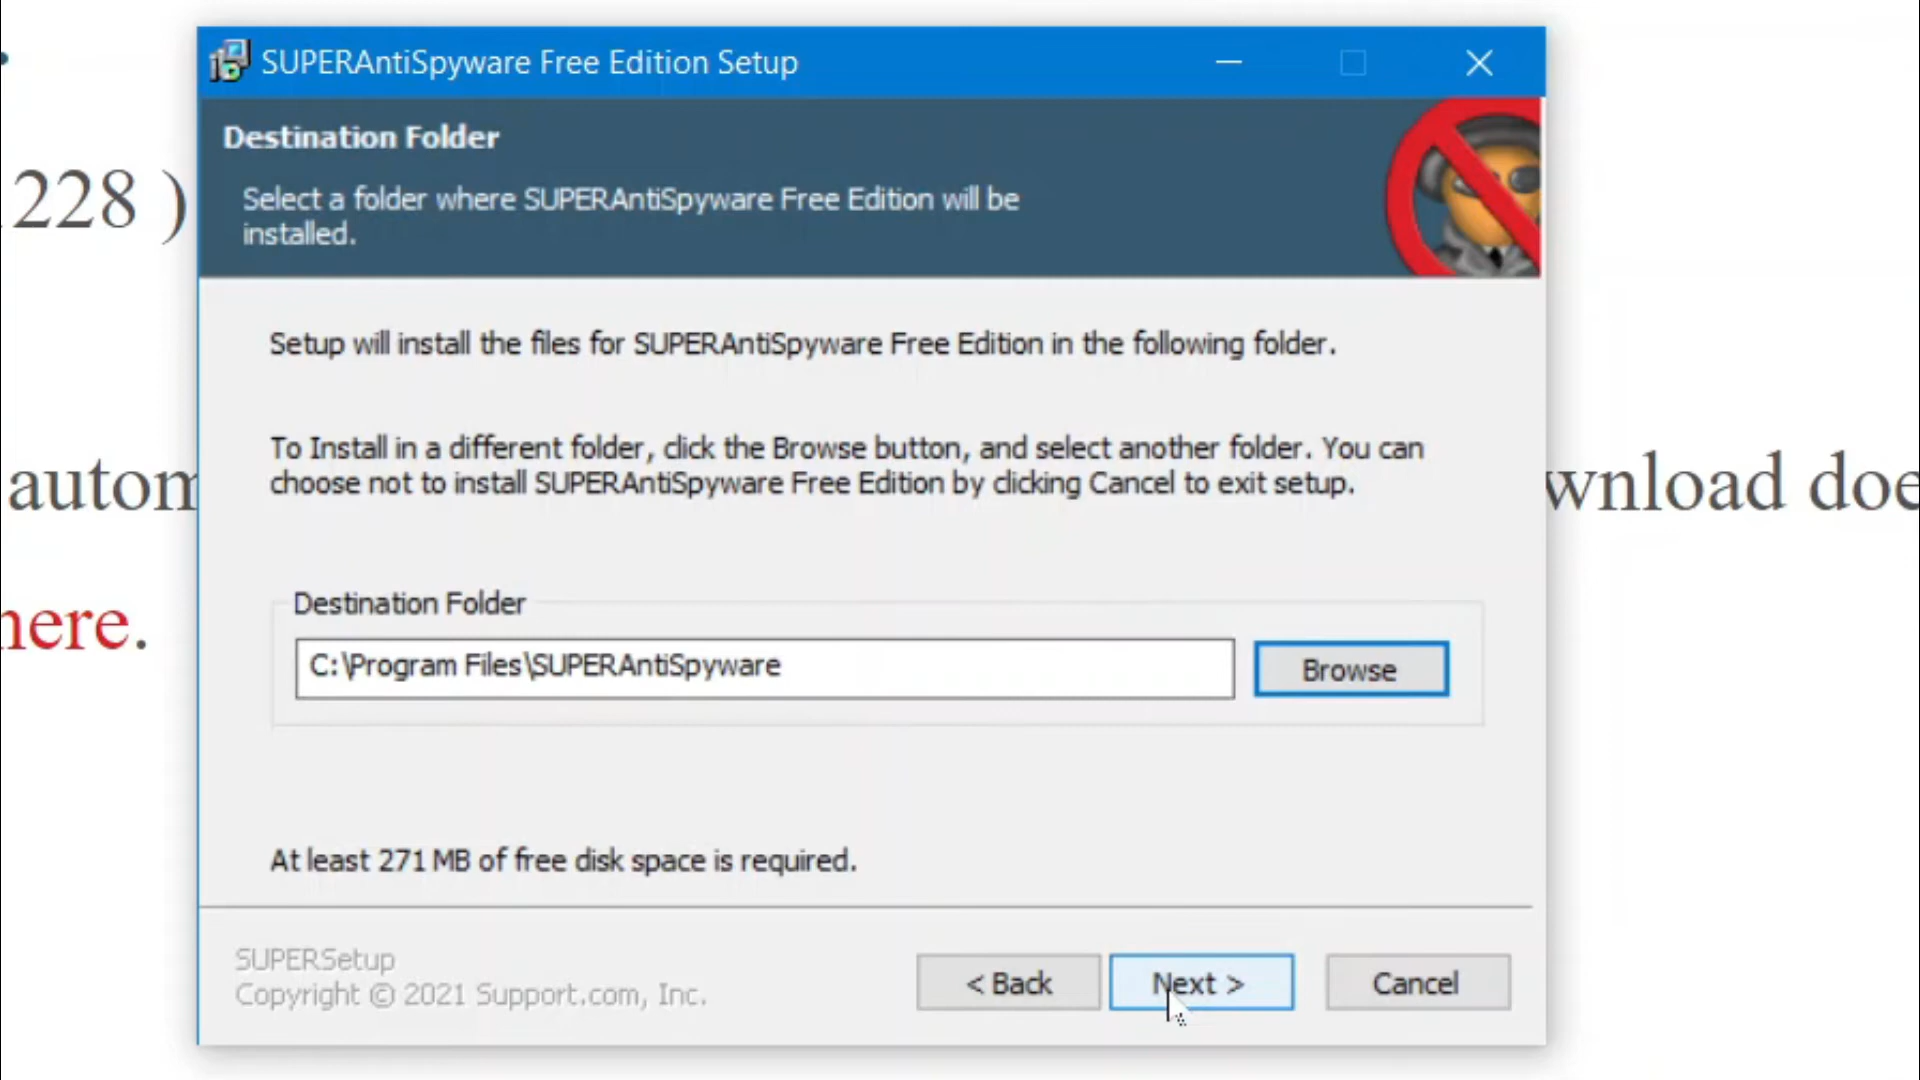 SUPERAntiSpyware Free Edition Setup
Destination Folder
Select a folder where SUPERAntiSpyware Free Edition will be
installed.
228 )
Setup will install the files for SUPERAntiSpyware Free Edition in the following folder.
To Install in a different folder, click the Browse button, and select another folder. You can
choose not to install SUPERAntiSpyware Free Edition by clicking Cancel to exit setup.
autom
wnload doe
Destination Folder
here.
C:\Program Files\SUPERAntiSpyware
Browse
At least 271 MB of free disk space is required.
SUPERSetup
Copyright © 2021 Support.com, Inc.
< Back
Next >
Cancel